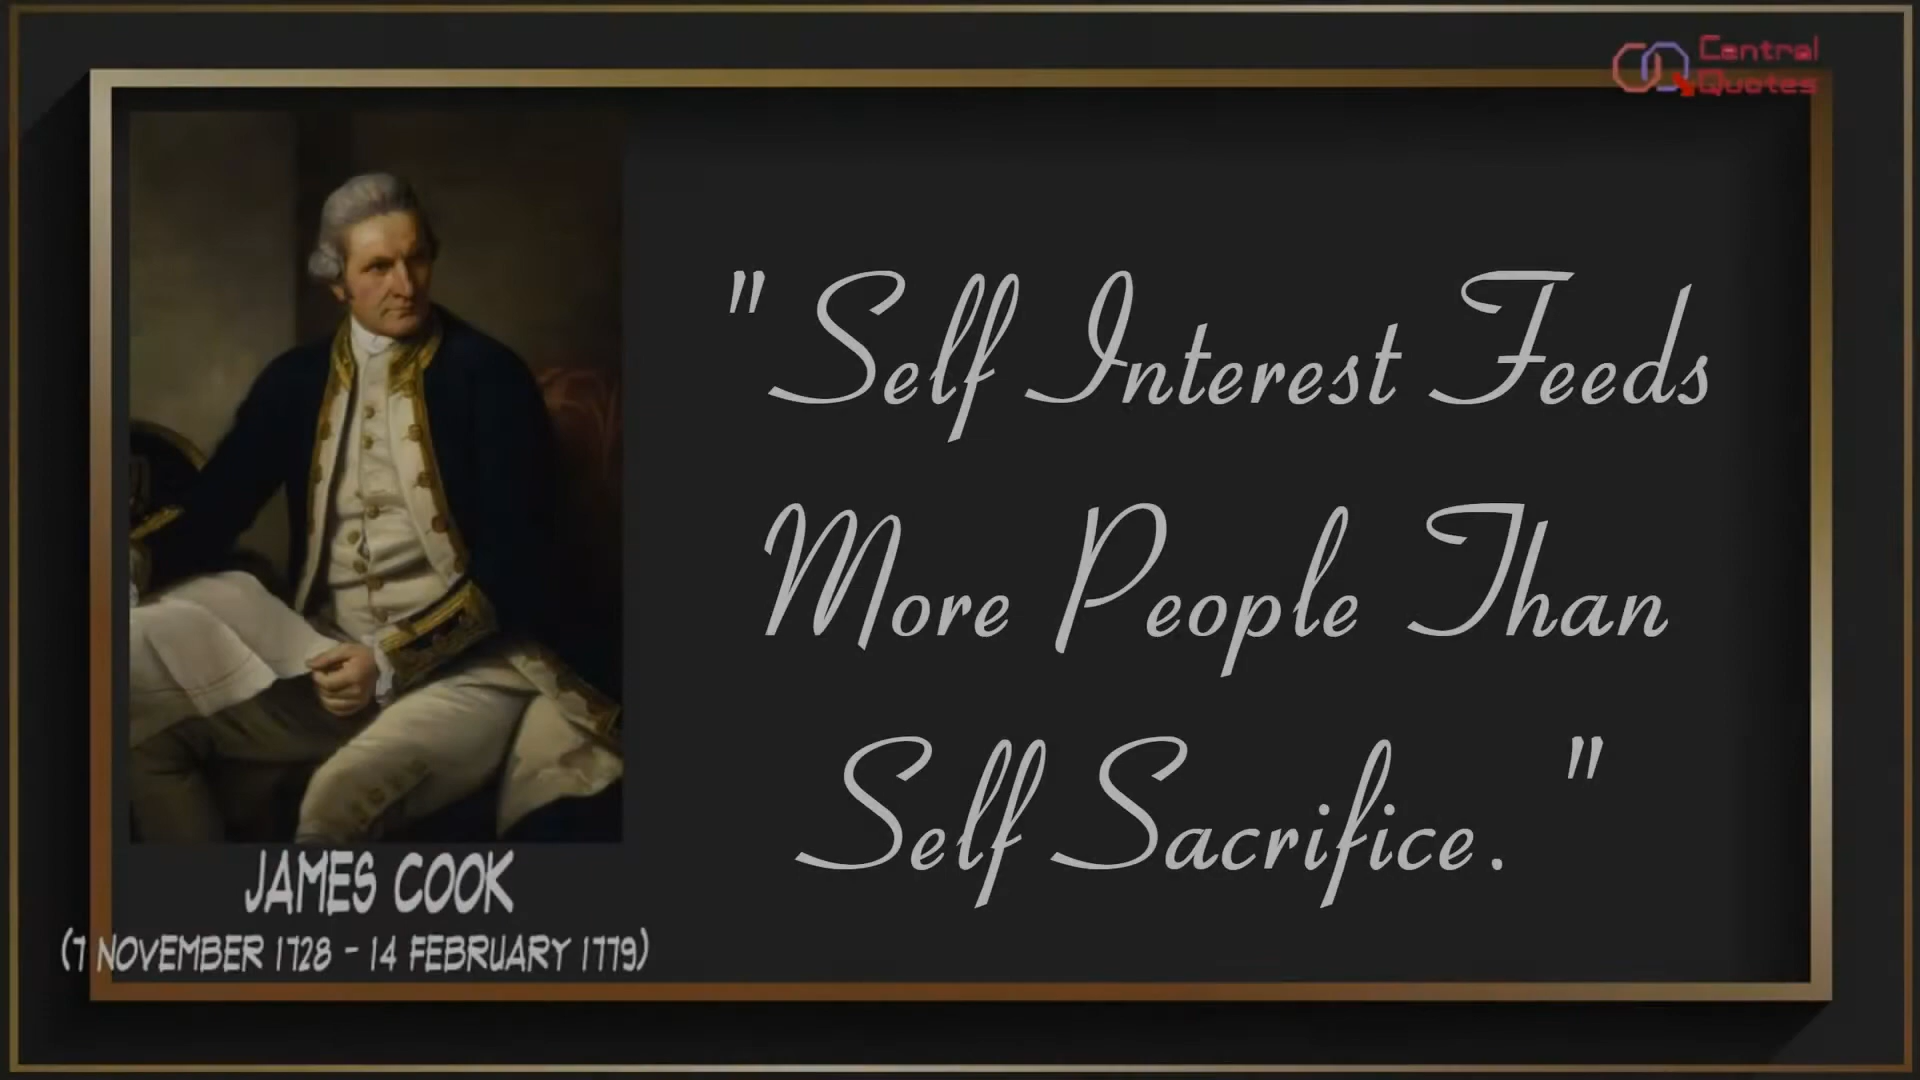 Central
Quotes
" Self Interest Feeds
More People Than
Self Sacrifice. "
JAMES COOK
(7 NOVEMBER 1728 - 14 FEBRUARY 1779)